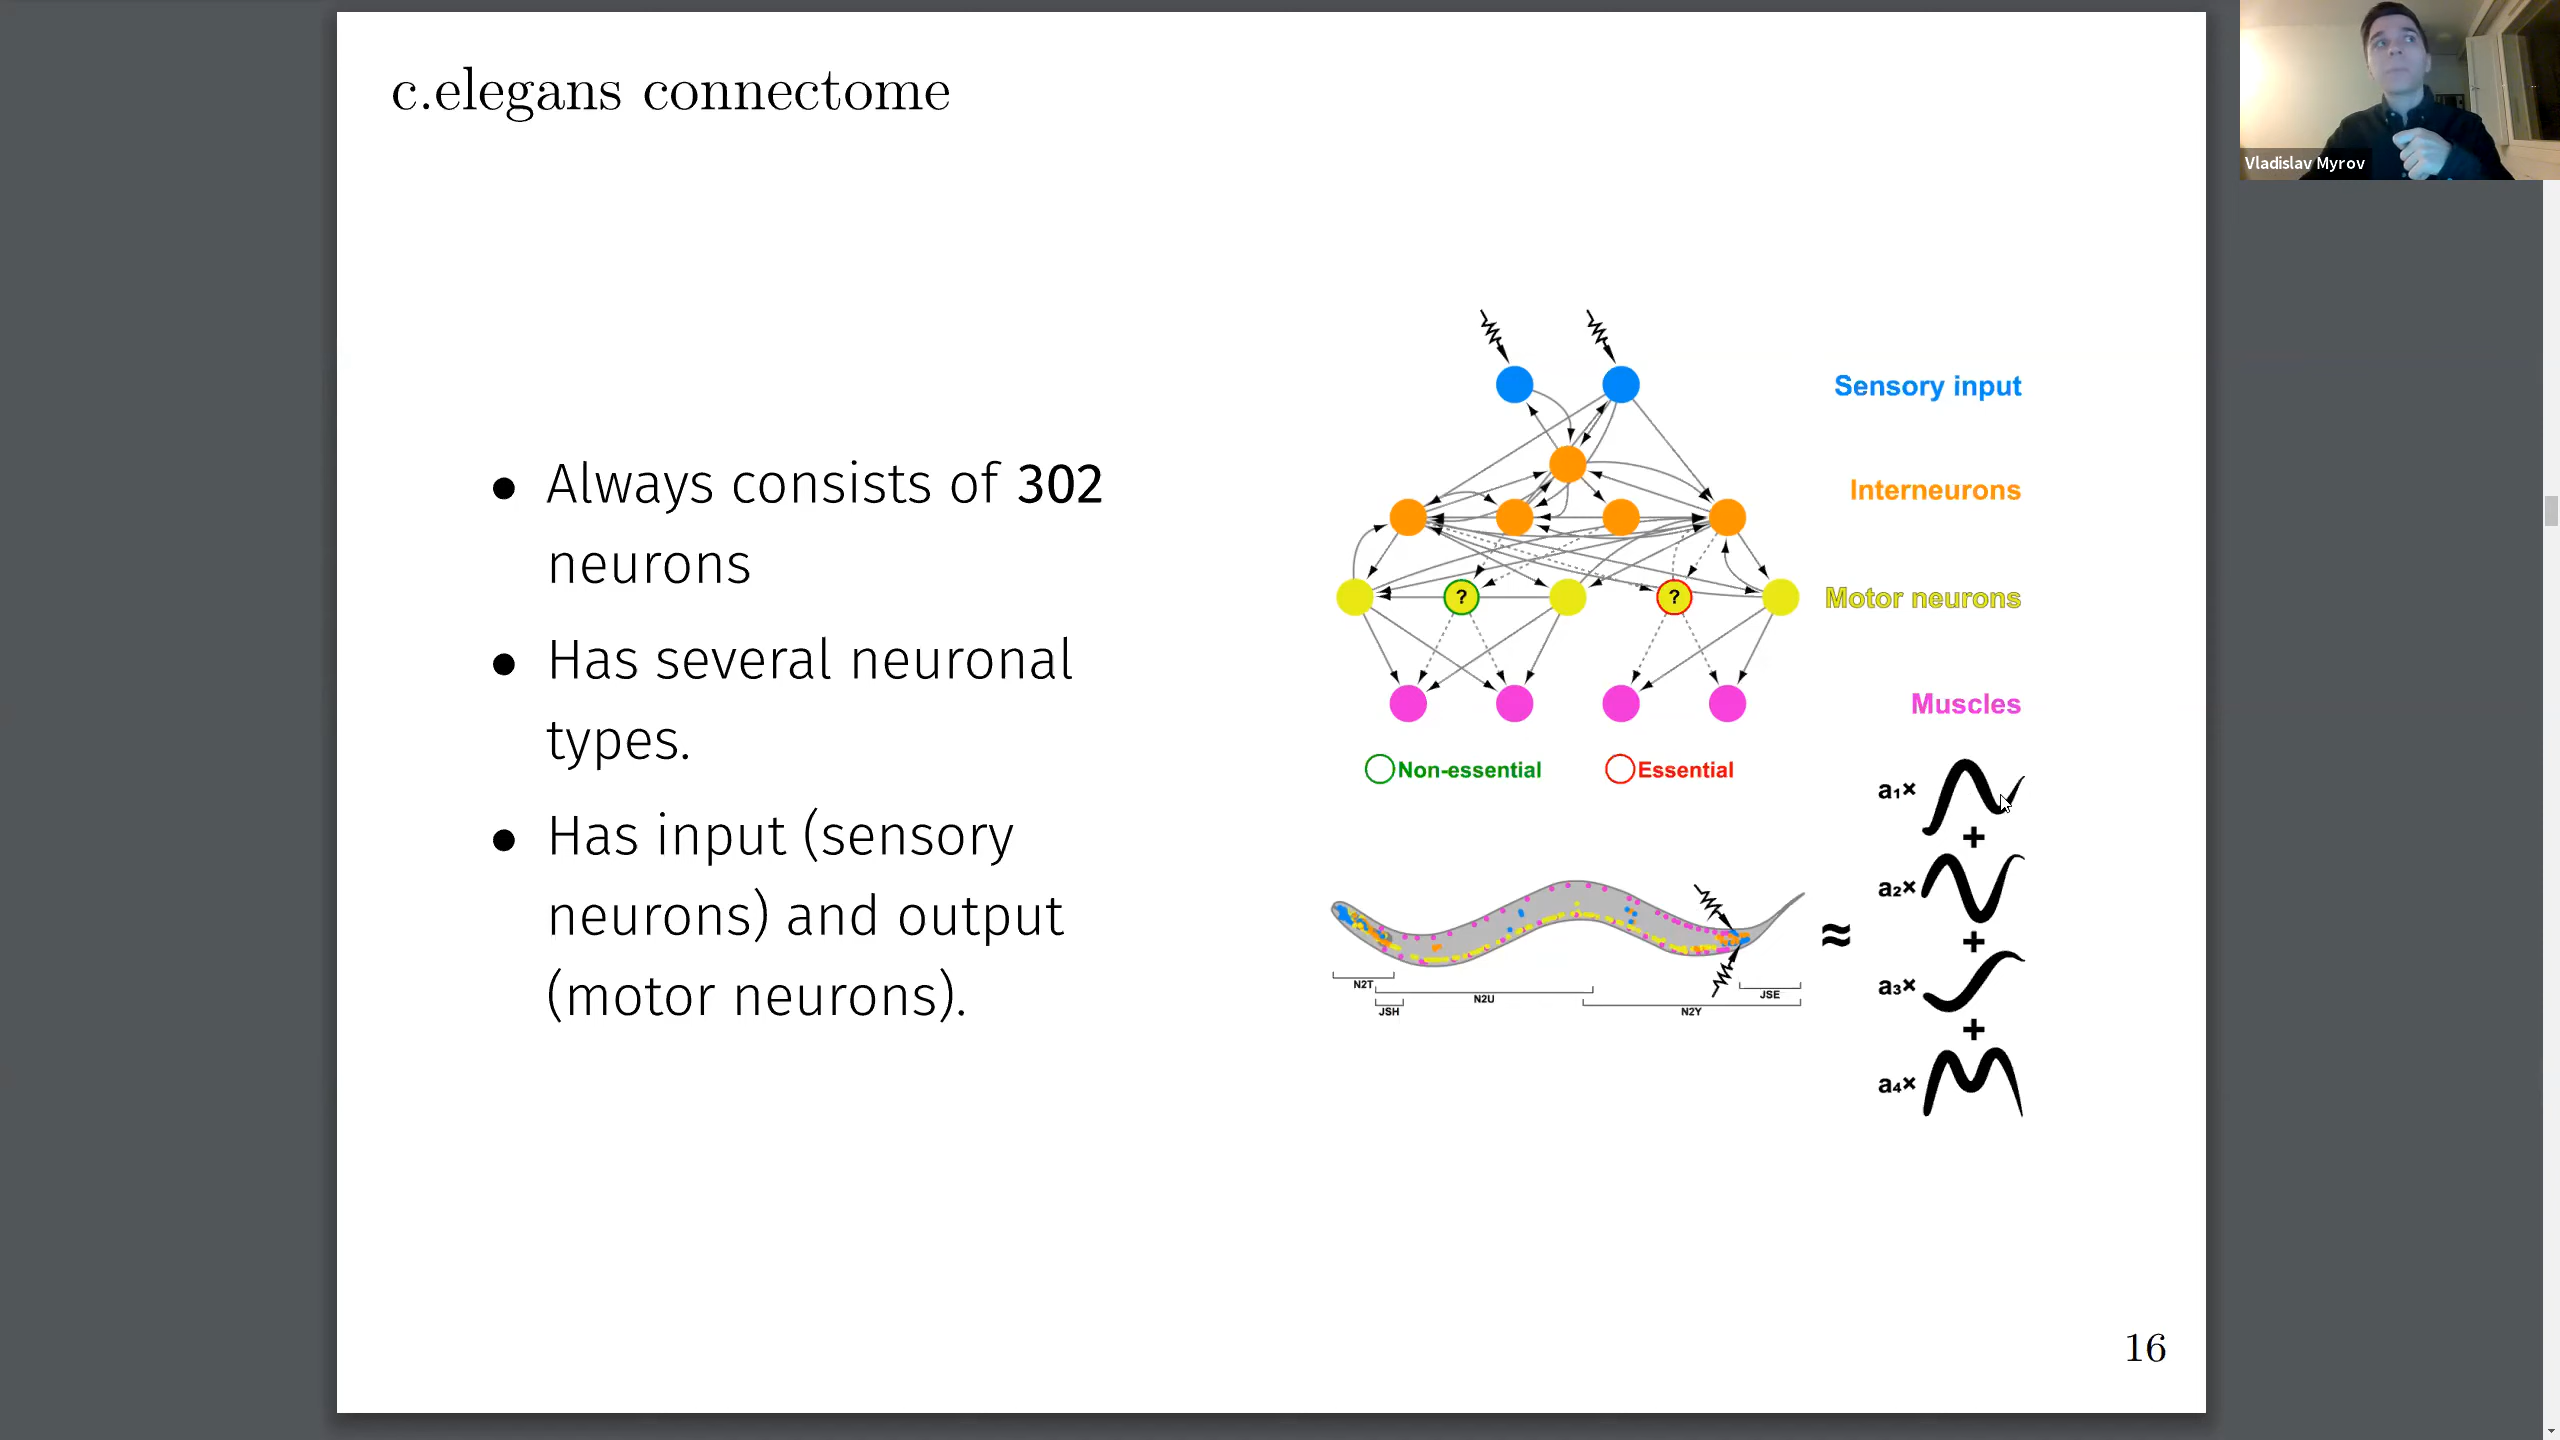 c.elegans connectome
Vladislav Myrov
• Always consists of 302
neurons
• Has several neuronal
types.
• Has input (sensory
neurons) and output
(motor neurons).
Sensory input
Interneurons
? ? Motor neurons
Muscles
Non-essential Essential
a₁×
+
a₂×
+
≈
a₃×
+
a₄×
N2T
JSH
N2U
N2Y
JSE
16